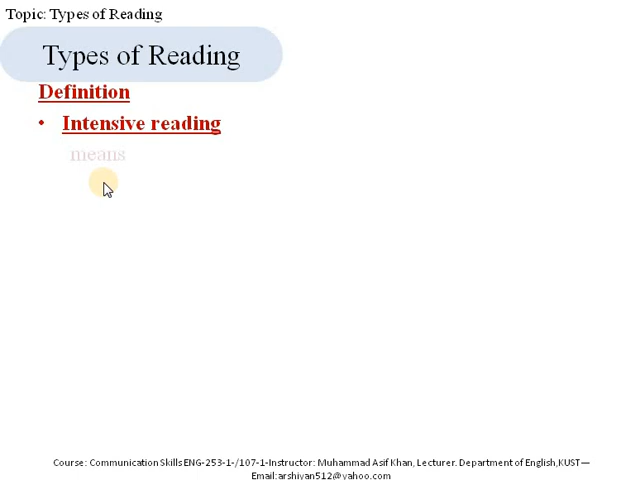 Topic: Types of Reading
Types of Reading
Definition
• Intensive reading
means
Course: Communication Skills ENG-253-1-/107-1-Instructor: Muhammad Asif Khan, Lecturer. Department of English,KUST—
Email:arshiyan512@yahoo.com